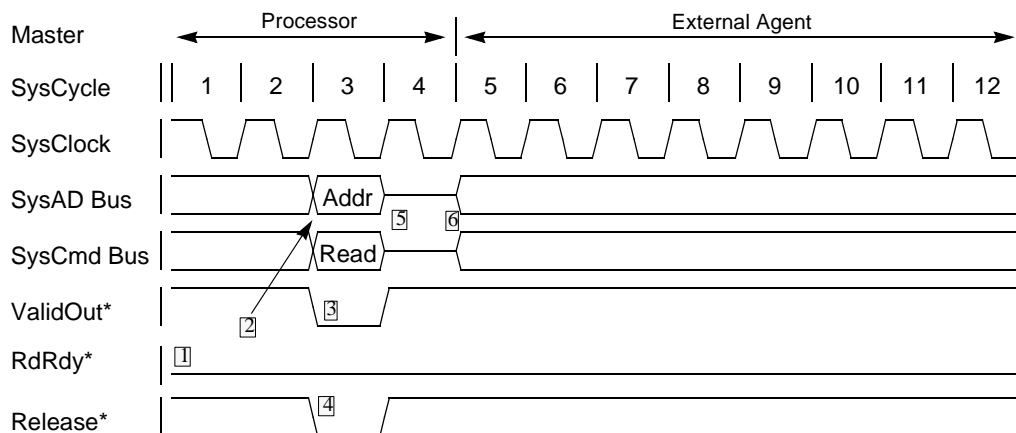 Master Processor External Agent
SysCycle 1 2 3 4 5 6 7 8 9 10 11 12
SysClock
SysAD Bus Addr
5 6
SysCmd Bus Read
ValidOut* 3
2
RdRdy* 1
Release* 4